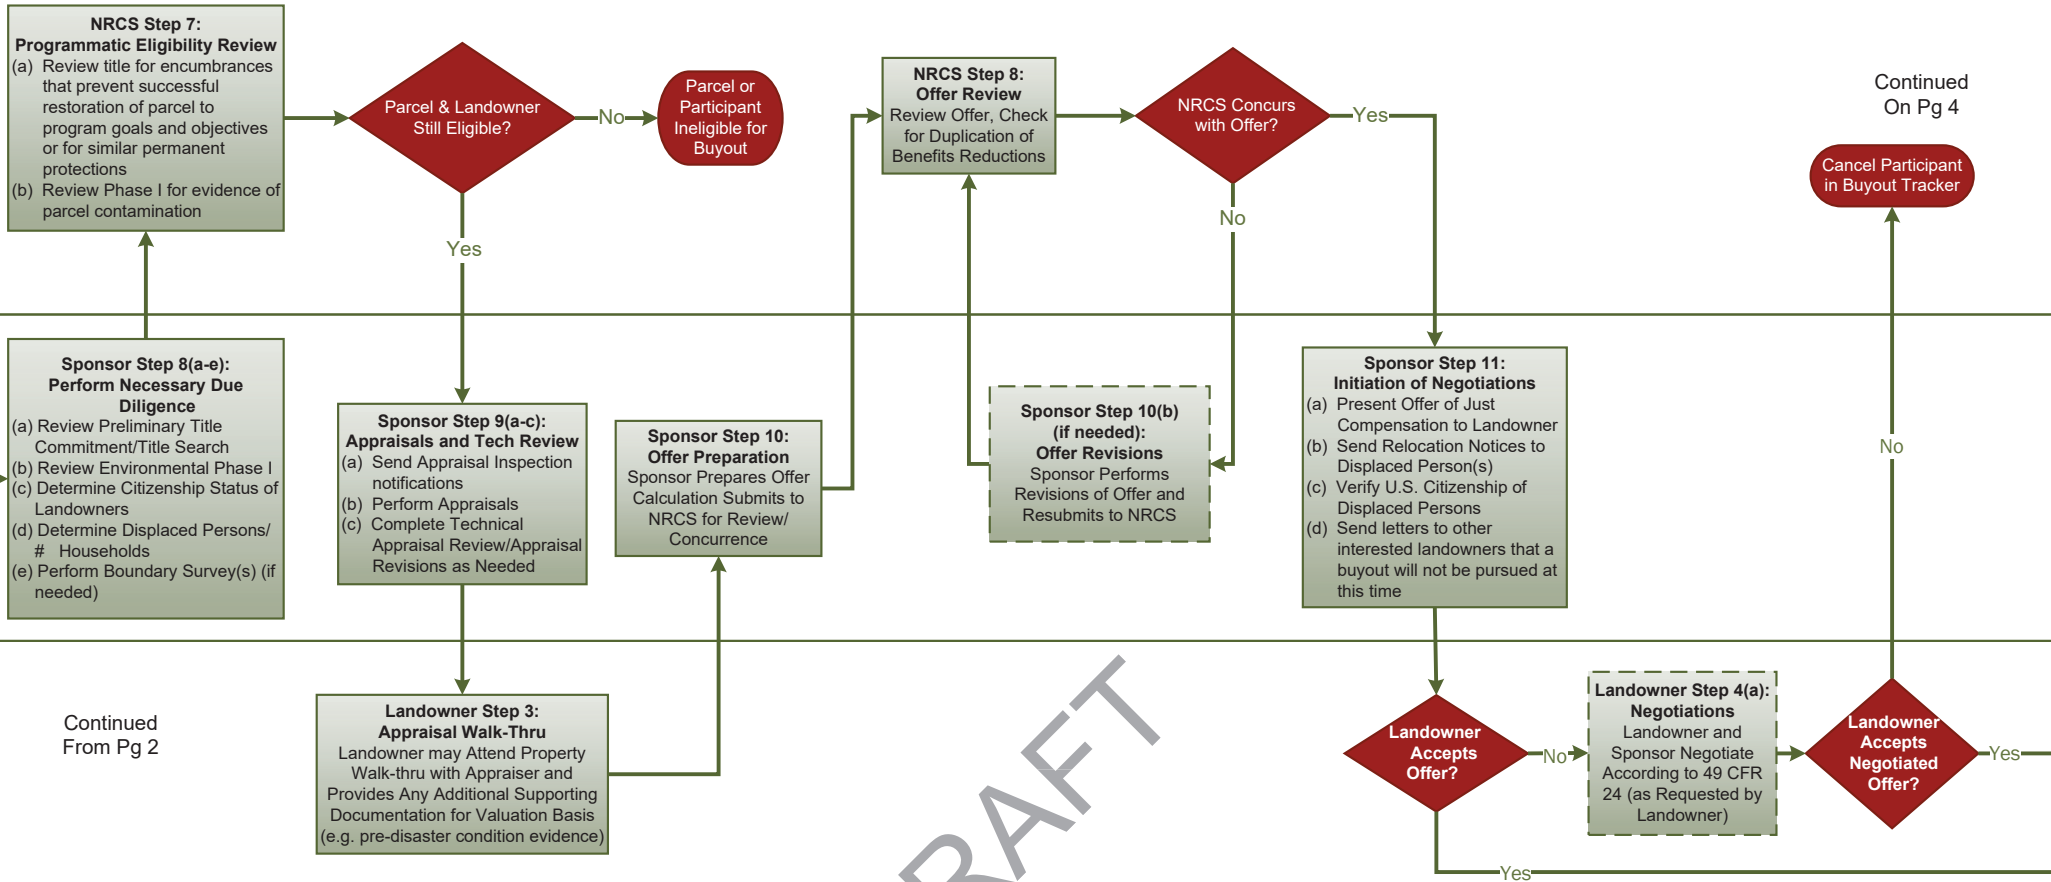 NRCS Step 7:
Programmatic Eligibility Review
(a) Review title for encumbrances
that prevent successful
restoration of parcel to
program goals and objectives
or for similar permanent
protections
(b) Review Phase I for evidence of
parcel contamination
Parcel & Landowner
Still Eligible?
No
Parcel or
Participant
Ineligible for
Buyout
Yes
NRCS Step 8:
Offer Review
Review Offer, Check
for Duplication of
Benefits Reductions
NRCS Concurs
with Offer?
Yes
No
Continued
On Pg 4
Cancel Participant
in Buyout Tracker
Sponsor Step 8(a-e):
Perform Necessary Due
Diligence
(a) Review Preliminary Title
Commitment/Title Search
(b) Review Environmental Phase I
(c) Determine Citizenship Status of
Landowners
(d) Determine Displaced Persons/
# Households
(e) Perform Boundary Survey(s) (if
needed)
Sponsor Step 9(a-c):
Appraisals and Tech Review
(a) Send Appraisal Inspection
notifications
(b) Perform Appraisals
(c) Complete Technical
Appraisal Review/Appraisal
Revisions as Needed
Sponsor Step 10:
Offer Preparation
Sponsor Prepares Offer
Calculation Submits to
NRCS for Review/
Concurrence
Sponsor Step 10(b)
(if needed):
Offer Revisions
Sponsor Performs
Revisions of Offer and
Resubmits to NRCS
Sponsor Step 11:
Initiation of Negotiations
(a) Present Offer of Just
Compensation to Landowner
(b) Send Relocation Notices to
Displaced Person(s)
(c) Verify U.S. Citizenship of
Displaced Persons
(d) Send letters to other
interested landowners that a
buyout will not be pursued at
this time
No
Continued
From Pg 2
Landowner Step 3:
Appraisal Walk-Thru
Landowner may Attend Property
Walk-thru with Appraiser and
Provides Any Additional Supporting
Documentation for Valuation Basis
(e.g. pre-disaster condition evidence)
RAFT
Landowner
Accepts
Offer?
No
Landowner Step 4(a):
Negotiations
Landowner and
Sponsor Negotiate
According to 49 CFR
24 (as Requested by
Landowner)
Landowner
Accepts
Negotiated
Offer?
Yes
Yes